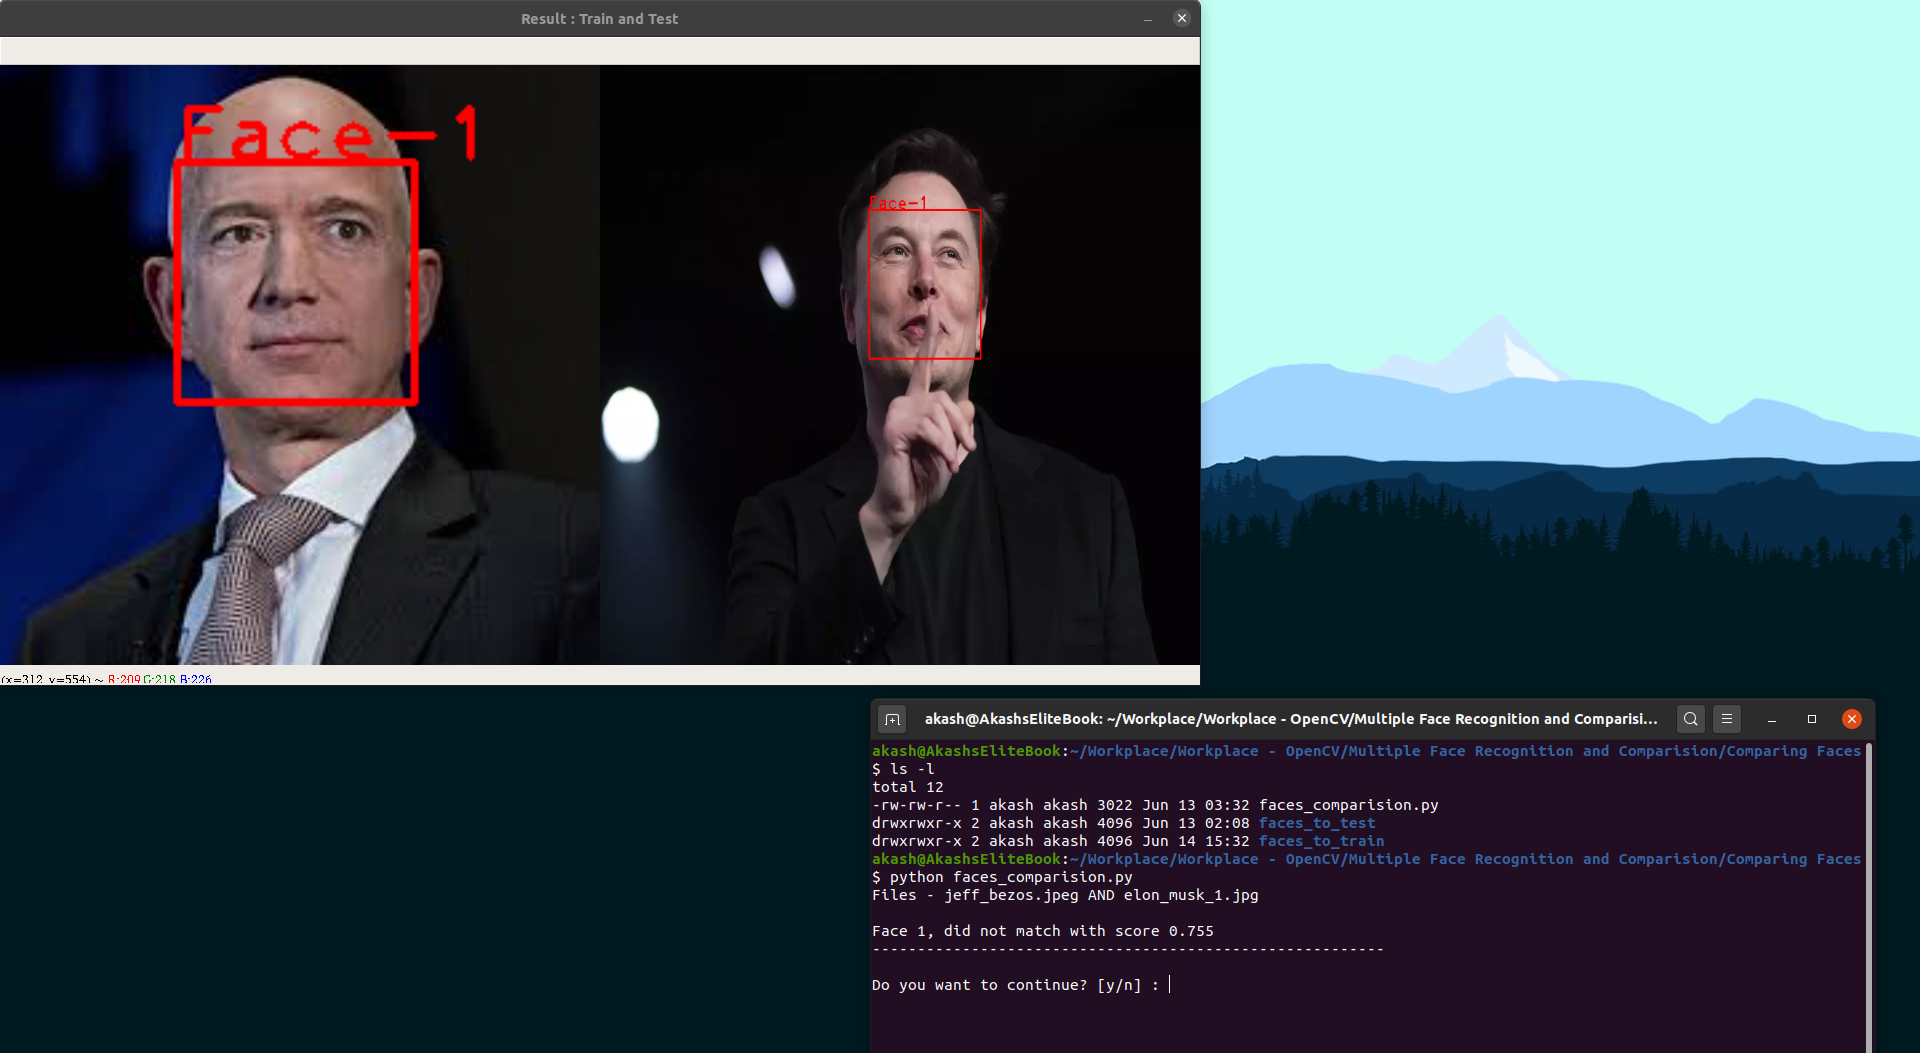 Result : Train and Test
Face-1
Face-1
(x=312, y=554) ~ R:209 G:218 B:226
akash@AkashsEliteBook: ~/Workplace/Workplace - OpenCV/Multiple Face Recognition and Comparisi...
akash@AkashsEliteBook:~/Workplace/Workplace - OpenCV/Multiple Face Recognition and Comparision/Comparing Faces
$ ls -l
total 12
-rw-rw-r-- 1 akash akash 3022 Jun 13 03:32 faces_comparision.py
drwxrwxr-x 2 akash akash 4096 Jun 13 02:08 faces_to_test
drwxrwxr-x 2 akash akash 4096 Jun 14 15:32 faces_to_train
akash@AkashsEliteBook:~/Workplace/Workplace - OpenCV/Multiple Face Recognition and Comparision/Comparing Faces
$ python faces_comparision.py
Files - jeff_bezos.jpeg AND elon_musk_1.jpg
Face 1, did not match with score 0.755
---------------------------------------------------------
Do you want to continue? [y/n] :